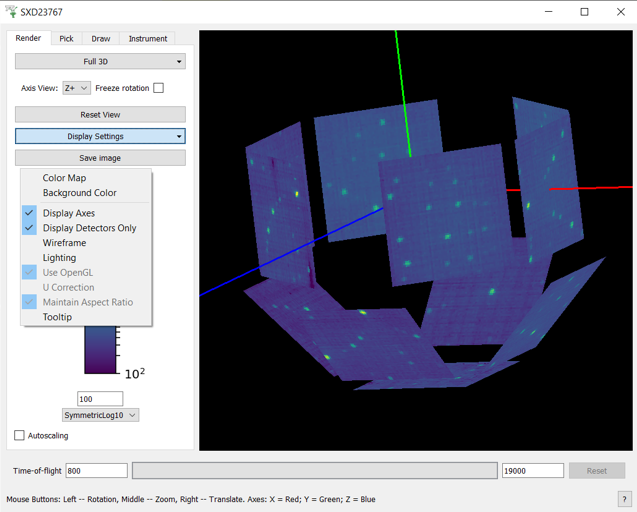 SXD23767
Render Pick Draw Instrument
Full 3D
Axis View: Z+ Freeze rotation
Reset View
Display Settings
Save image
Color Map
Background Color
Display Axes
Display Detectors Only
Wireframe
Lighting
Use OpenGL
U Correction
Maintain Aspect Ratio
Tooltip
10²
100
SymmetricLog10
Autoscaling
Time-of-flight 800 19000 Reset
Mouse Buttons: Left -- Rotation, Middle -- Zoom, Right -- Translate. Axes: X = Red; Y = Green; Z = Blue ?